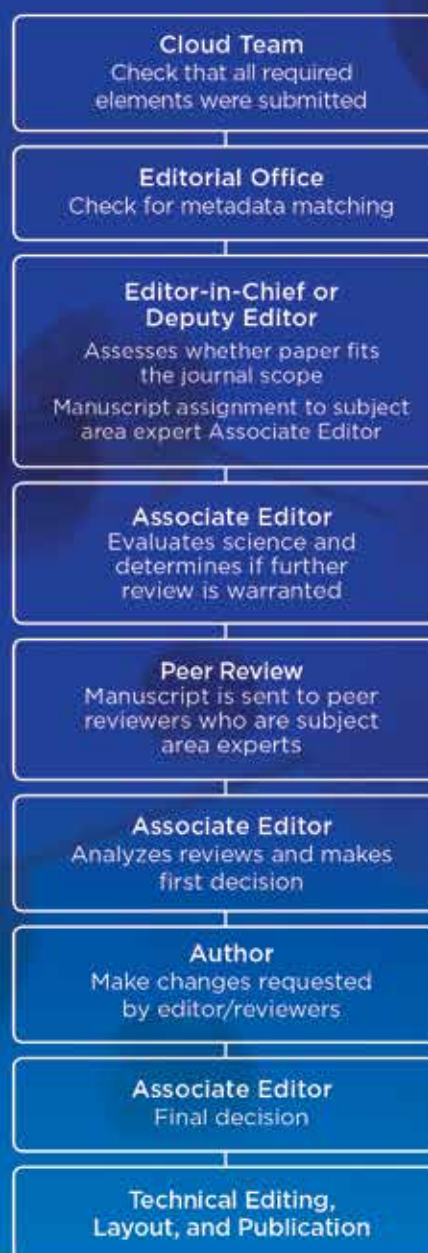 Cloud Team
Check that all required
elements were submitted
Editorial Office
Check for metadata matching
Editor-in-Chief or
Deputy Editor
Assesses whether paper fits
the journal scope
Manuscript assignment to subject
area expert Associate Editor
Associate Editor
Evaluates science and
determines if further
review is warranted
Peer Review
Manuscript is sent to peer
reviewers who are subject
area experts
Associate Editor
Analyzes reviews and makes
first decision
Author
Make changes requested
by editor/reviewers
Associate Editor
Final decision
Technical Editing,
Layout, and Publication